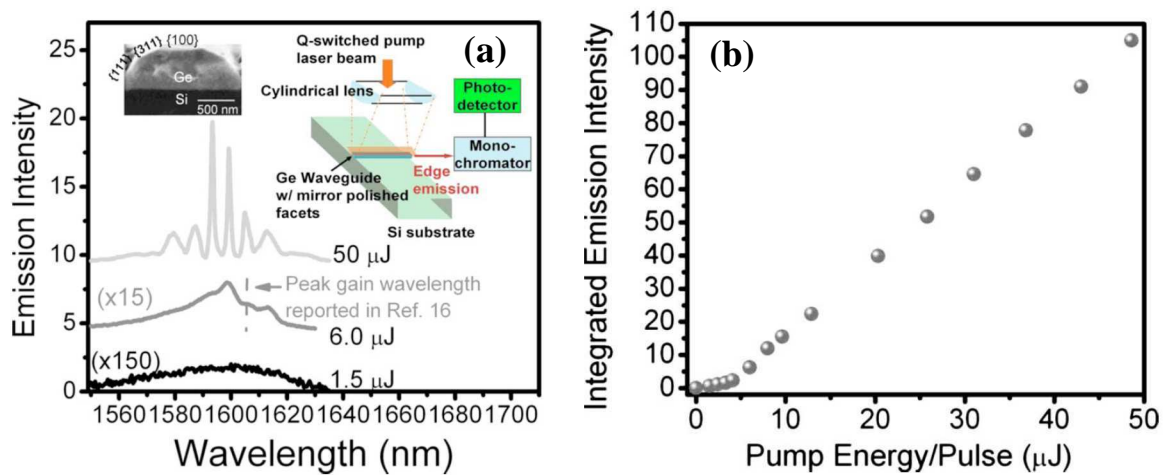 (a)
Emission Intensity
25
20
15
10
5
0
{111} {311} {100}
Ge
Si
500 nm
Q-switched pump
laser beam
Cylindrical lens
Photo-
detector
Mono-
chromator
Edge
emission
Ge Waveguide
w/ mirror polished
facets
Si substrate
50 μJ
(x15)
Peak gain wavelength
reported in Ref. 16
6.0 μJ
(x150)
1.5 μJ
1560 1580 1600 1620 1640 1660 1680 1700
Wavelength (nm)
(b)
Integrated Emission Intensity
110
100
90
80
70
60
50
40
30
20
10
0
0 10 20 30 40 50
Pump Energy/Pulse (μJ)